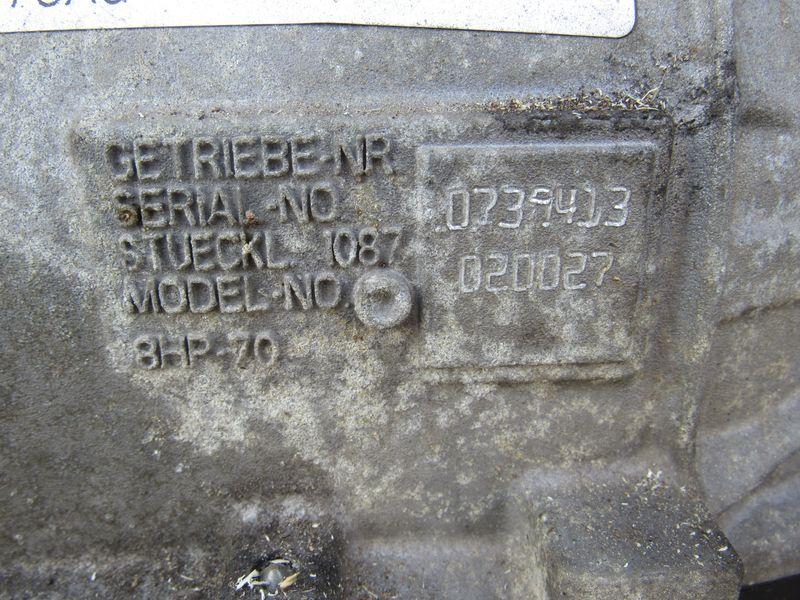 GETRIEBE-NR
SERIAL-NO
STUECKL. 1087
MODEL-NO.
8HP-70
0739413
020027